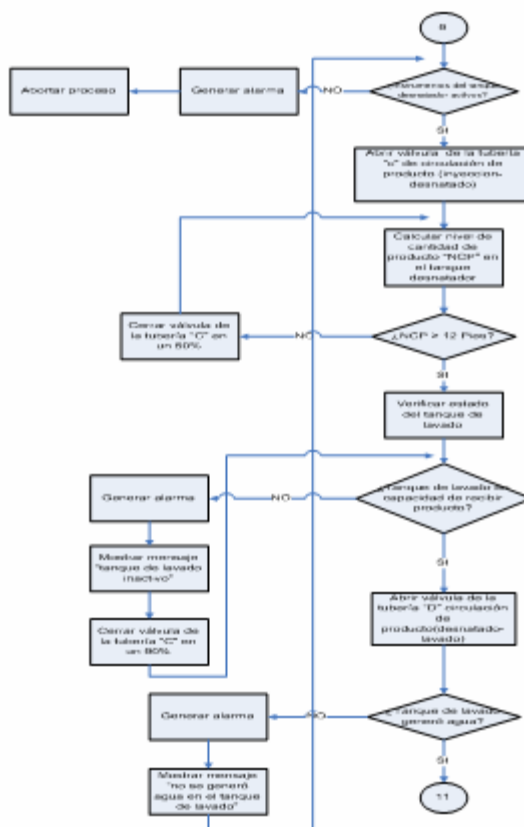 Abortar proceso
Generar alarma
NO
del tanque
desnatador activos?
SI
Abrir válvula de la tubería
"c" de circulación de
producto (inyeccion-
desnatado)
Calcular nivel de
cantidad de
producto "NCP" en
el tanque
desnatador
¿NCP ≥ 12 Pies?
NO
Cerrar válvula de
la tubería "C" en
un 80%
SI
Verificar estado
del tanque de
lavado
¿Tanque de lavado
capacidad de recibir
producto?
NO
Generar alarma
Mostrar mensaje
"tanque de lavado
inactivo"
Cerrar válvula de
la tubería "C" en
un 80%.
SI
Abrir válvula de la
tubería "D" circulación
de
producto(desnatado-
lavado)
¿Tanque de lavado
generó agua?
NO
Generar alarma
Mostrar mensaje
"no se generó
agua en el tanque
de lavado"
SI
11